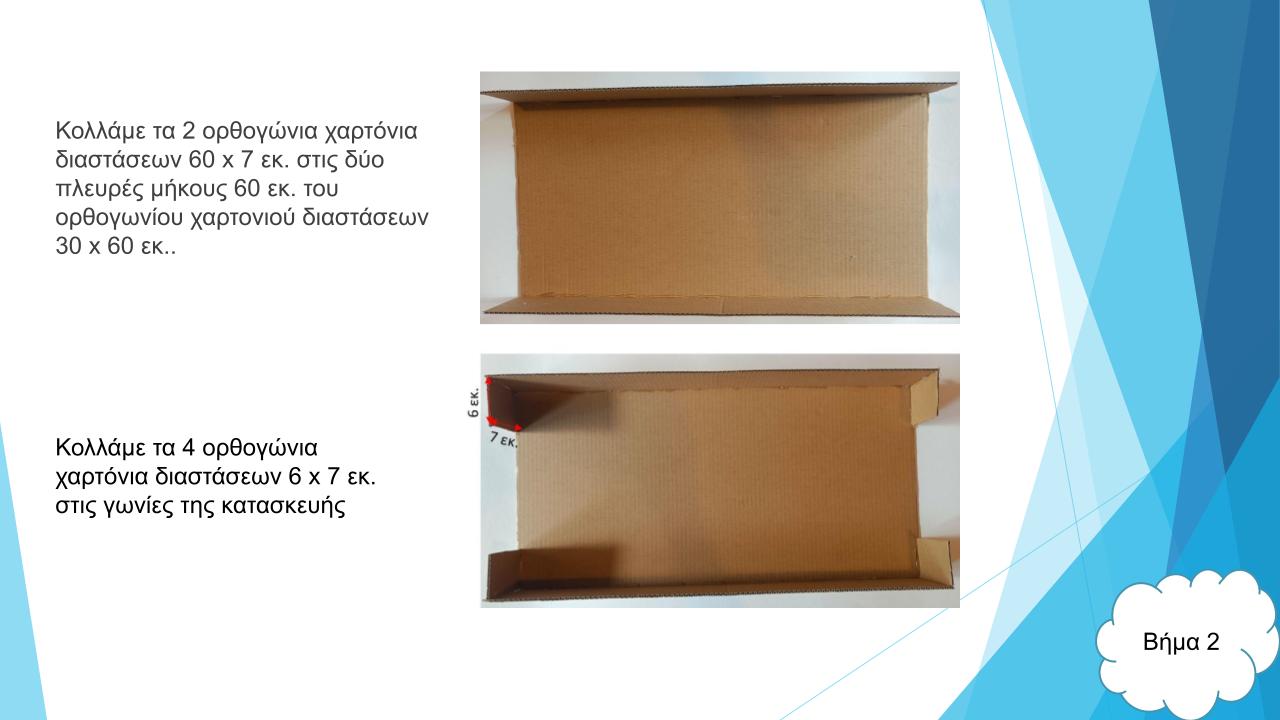 Κολλάμε τα 2 ορθογώνια χαρτόνια
διαστάσεων 60 x 7 εκ. στις δύο
πλευρές μήκους 60 εκ. του
ορθογωνίου χαρτονιού διαστάσεων
30 x 60 εκ..
6 εκ.
7 εκ.
Κολλάμε τα 4 ορθογώνια
χαρτόνια διαστάσεων 6 x 7 εκ.
στις γωνίες της κατασκευής
Βήμα 2